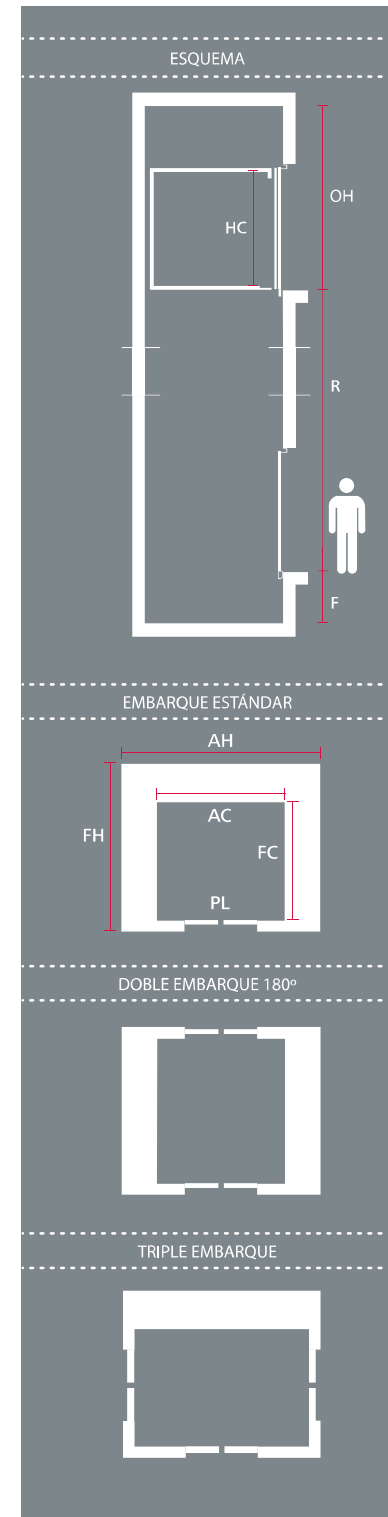 ESQUEMA
OH
HC
R
F
EMBARQUE ESTÁNDAR
AH
FH
AC
FC
PL
DOBLE EMBARQUE 180º
TRIPLE EMBARQUE